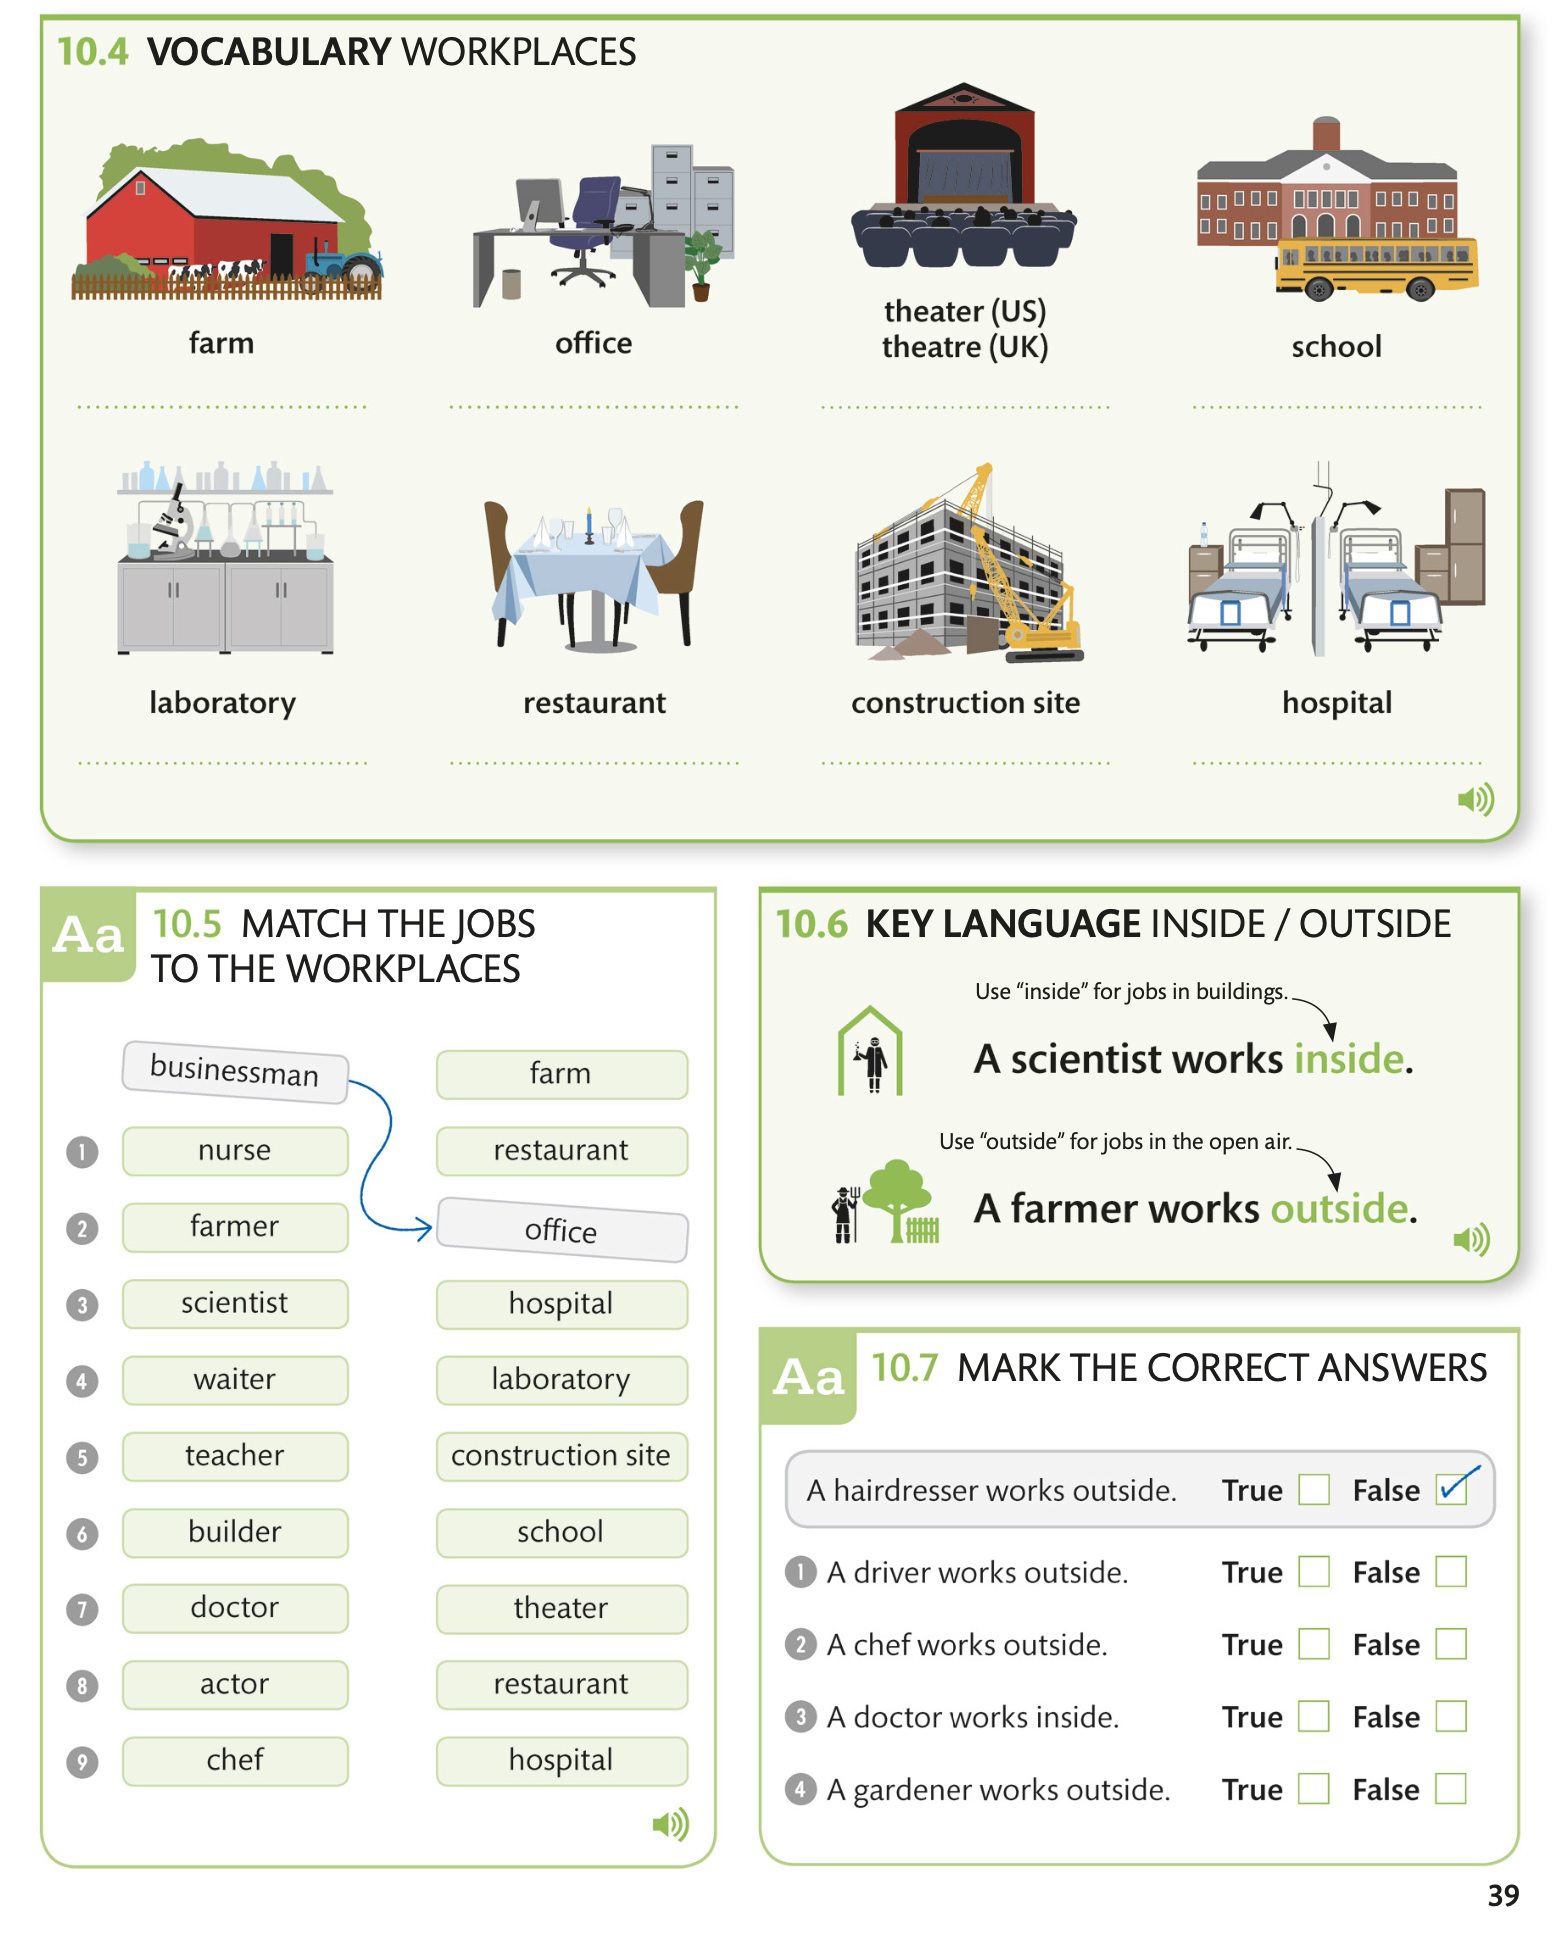 10.4 VOCABULARY WORKPLACES
farm
office
theater (US)
theatre (UK)
school
laboratory
restaurant
construction site
hospital
Aa
10.5 MATCH THE JOBS
TO THE WORKPLACES
businessman
farm
1 nurse
restaurant
2 farmer
office
3 scientist
hospital
4 waiter
laboratory
5 teacher
construction site
6 builder
school
7 doctor
theater
8 actor
restaurant
9 chef
hospital
10.6 KEY LANGUAGE INSIDE / OUTSIDE
Use “inside” for jobs in buildings.
A scientist works inside.
Use “outside” for jobs in the open air.
A farmer works outside.
Aa
10.7 MARK THE CORRECT ANSWERS
A hairdresser works outside. True False
1 A driver works outside. True False
2 A chef works outside. True False
3 A doctor works inside. True False
4 A gardener works outside. True False
39